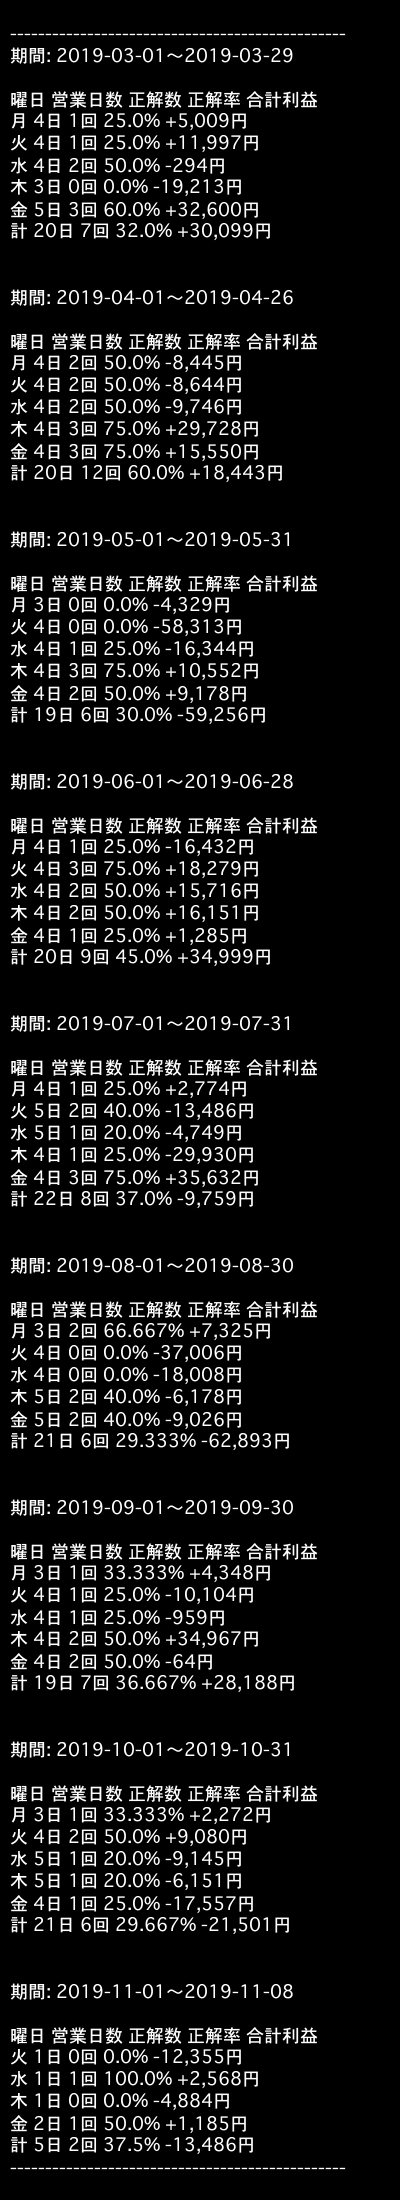 ------------------------------------------------
期間: 2019-03-01〜2019-03-29
曜日 営業日数 正解数 正解率 合計利益
月 4日 1回 25.0% +5,009円
火 4日 1回 25.0% +11,997円
水 4日 2回 50.0% -294円
木 3日 0回 0.0% -19,213円
金 5日 3回 60.0% +32,600円
計 20日 7回 32.0% +30,099円
期間: 2019-04-01〜2019-04-26
曜日 営業日数 正解数 正解率 合計利益
月 4日 2回 50.0% -8,445円
火 4日 2回 50.0% -8,644円
水 4日 2回 50.0% -9,746円
木 4日 3回 75.0% +29,728円
金 4日 3回 75.0% +15,550円
計 20日 12回 60.0% +18,443円
期間: 2019-05-01〜2019-05-31
曜日 営業日数 正解数 正解率 合計利益
月 3日 0回 0.0% -4,329円
火 4日 0回 0.0% -58,313円
水 4日 1回 25.0% -16,344円
木 4日 3回 75.0% +10,552円
金 4日 2回 50.0% +9,178円
計 19日 6回 30.0% -59,256円
期間: 2019-06-01〜2019-06-28
曜日 営業日数 正解数 正解率 合計利益
月 4日 1回 25.0% -16,432円
火 4日 3回 75.0% +18,279円
水 4日 2回 50.0% +15,716円
木 4日 2回 50.0% +16,151円
金 4日 1回 25.0% +1,285円
計 20日 9回 45.0% +34,999円
期間: 2019-07-01〜2019-07-31
曜日 営業日数 正解数 正解率 合計利益
月 4日 1回 25.0% +2,774円
火 5日 2回 40.0% -13,486円
水 5日 1回 20.0% -4,749円
木 4日 1回 25.0% -29,930円
金 4日 3回 75.0% +35,632円
計 22日 8回 37.0% -9,759円
期間: 2019-08-01〜2019-08-30
曜日 営業日数 正解数 正解率 合計利益
月 3日 2回 66.667% +7,325円
火 4日 0回 0.0% -37,006円
水 4日 0回 0.0% -18,008円
木 5日 2回 40.0% -6,178円
金 5日 2回 40.0% -9,026円
計 21日 6回 29.333% -62,893円
期間: 2019-09-01〜2019-09-30
曜日 営業日数 正解数 正解率 合計利益
月 3日 1回 33.333% +4,348円
火 4日 1回 25.0% -10,104円
水 4日 1回 25.0% -959円
木 4日 2回 50.0% +34,967円
金 4日 2回 50.0% -64円
計 19日 7回 36.667% +28,188円
期間: 2019-10-01〜2019-10-31
曜日 営業日数 正解数 正解率 合計利益
月 3日 1回 33.333% +2,272円
火 4日 2回 50.0% +9,080円
水 5日 1回 20.0% -9,145円
木 5日 1回 20.0% -6,151円
金 4日 1回 25.0% -17,557円
計 21日 6回 29.667% -21,501円
期間: 2019-11-01〜2019-11-08
曜日 営業日数 正解数 正解率 合計利益
火 1日 0回 0.0% -12,355円
水 1日 1回 100.0% +2,568円
木 1日 0回 0.0% -4,884円
金 2日 1回 50.0% +1,185円
計 5日 2回 37.5% -13,486円
------------------------------------------------